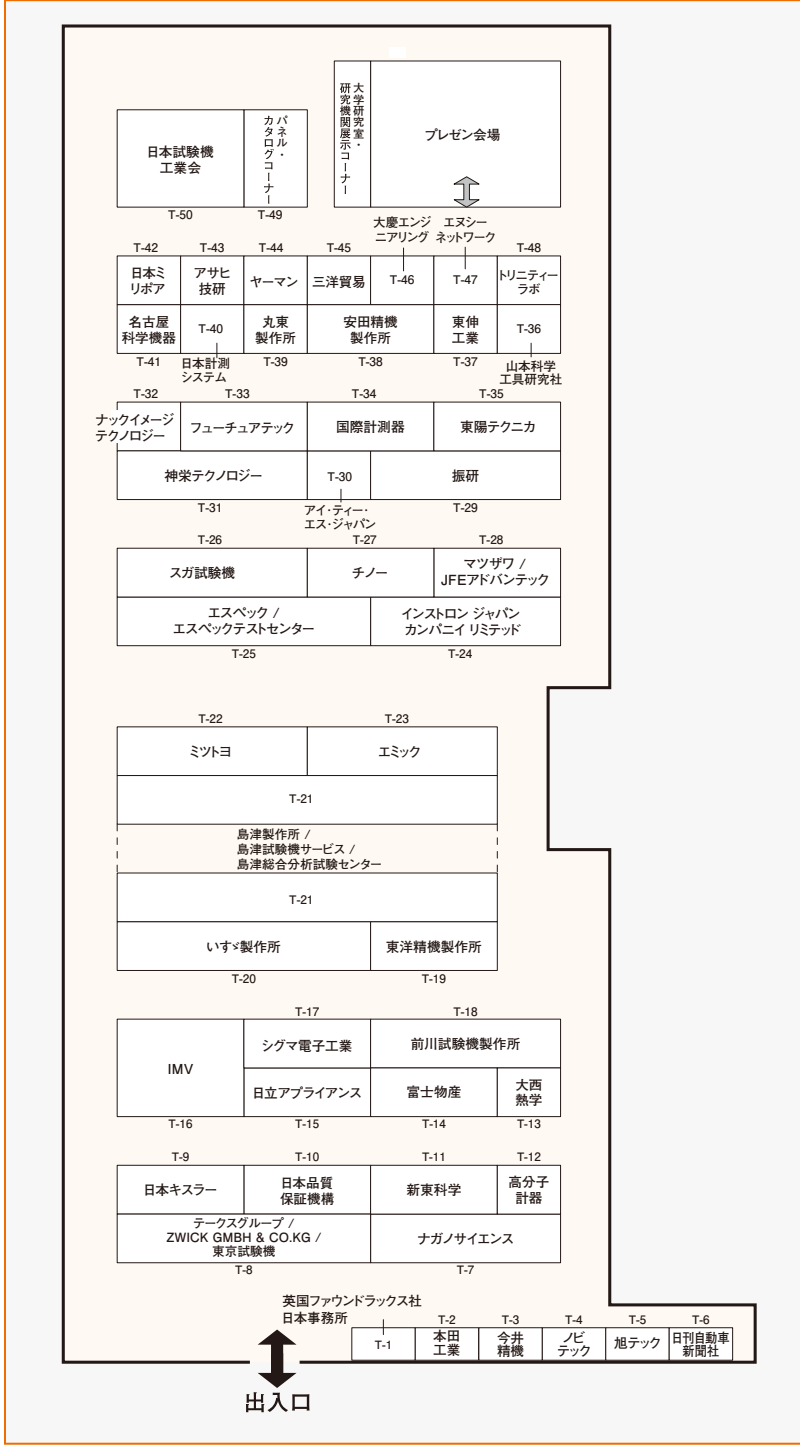 大学研究室・
研究機関展示コーナー
プレゼン会場
日本試験機
工業会
パネル・
カタログコーナー
T-50
T-49
大慶エンジ
ニアリング
エヌシー
ネットワーク
T-42
T-43
T-44
T-45
T-48
日本ミ
リポア
アサヒ
技研
ヤーマン
三洋貿易
T-46
T-47
トリニティー
ラボ
名古屋
科学機器
T-40
丸東
製作所
安田精機
製作所
東伸
工業
T-36
T-41
日本計測
システム
T-39
T-38
T-37
山本科学
工具研究社
T-32
T-33
T-34
T-35
ナックイメージ
テクノロジー
フューチュアテック
国際計測器
東陽テクニカ
神栄テクノロジー
T-30
振研
T-31
アイ・ティー・
エス・ジャパン
T-29
T-26
T-27
T-28
スガ試験機
チノー
マツザワ /
JFEアドバンテック
エスペック /
エスペックテストセンター
インストロン ジャパン
カンパニイ リミテッド
T-25
T-24
T-22
T-23
ミツトヨ
エミック
T-21
島津製作所 /
島津試験機サービス /
島津総合分析試験センター
T-21
いすゞ製作所
東洋精機製作所
T-20
T-19
T-17
T-18
IMV
シグマ電子工業
前川試験機製作所
日立アプライアンス
富士物産
大西
熱学
T-16
T-15
T-14
T-13
T-9
T-10
T-11
T-12
日本キスラー
日本品質
保証機構
新東科学
高分子
計器
テークスグループ /
ZWICK GMBH & CO.KG /
東京試験機
ナガノサイエンス
T-8
T-7
英国ファウンドラックス社
日本事務所
T-2
T-3
T-4
T-5
T-6
T-1
本田
工業
今井
精機
ノビ
テック
旭テック
日刊自動車
新聞社
出入口